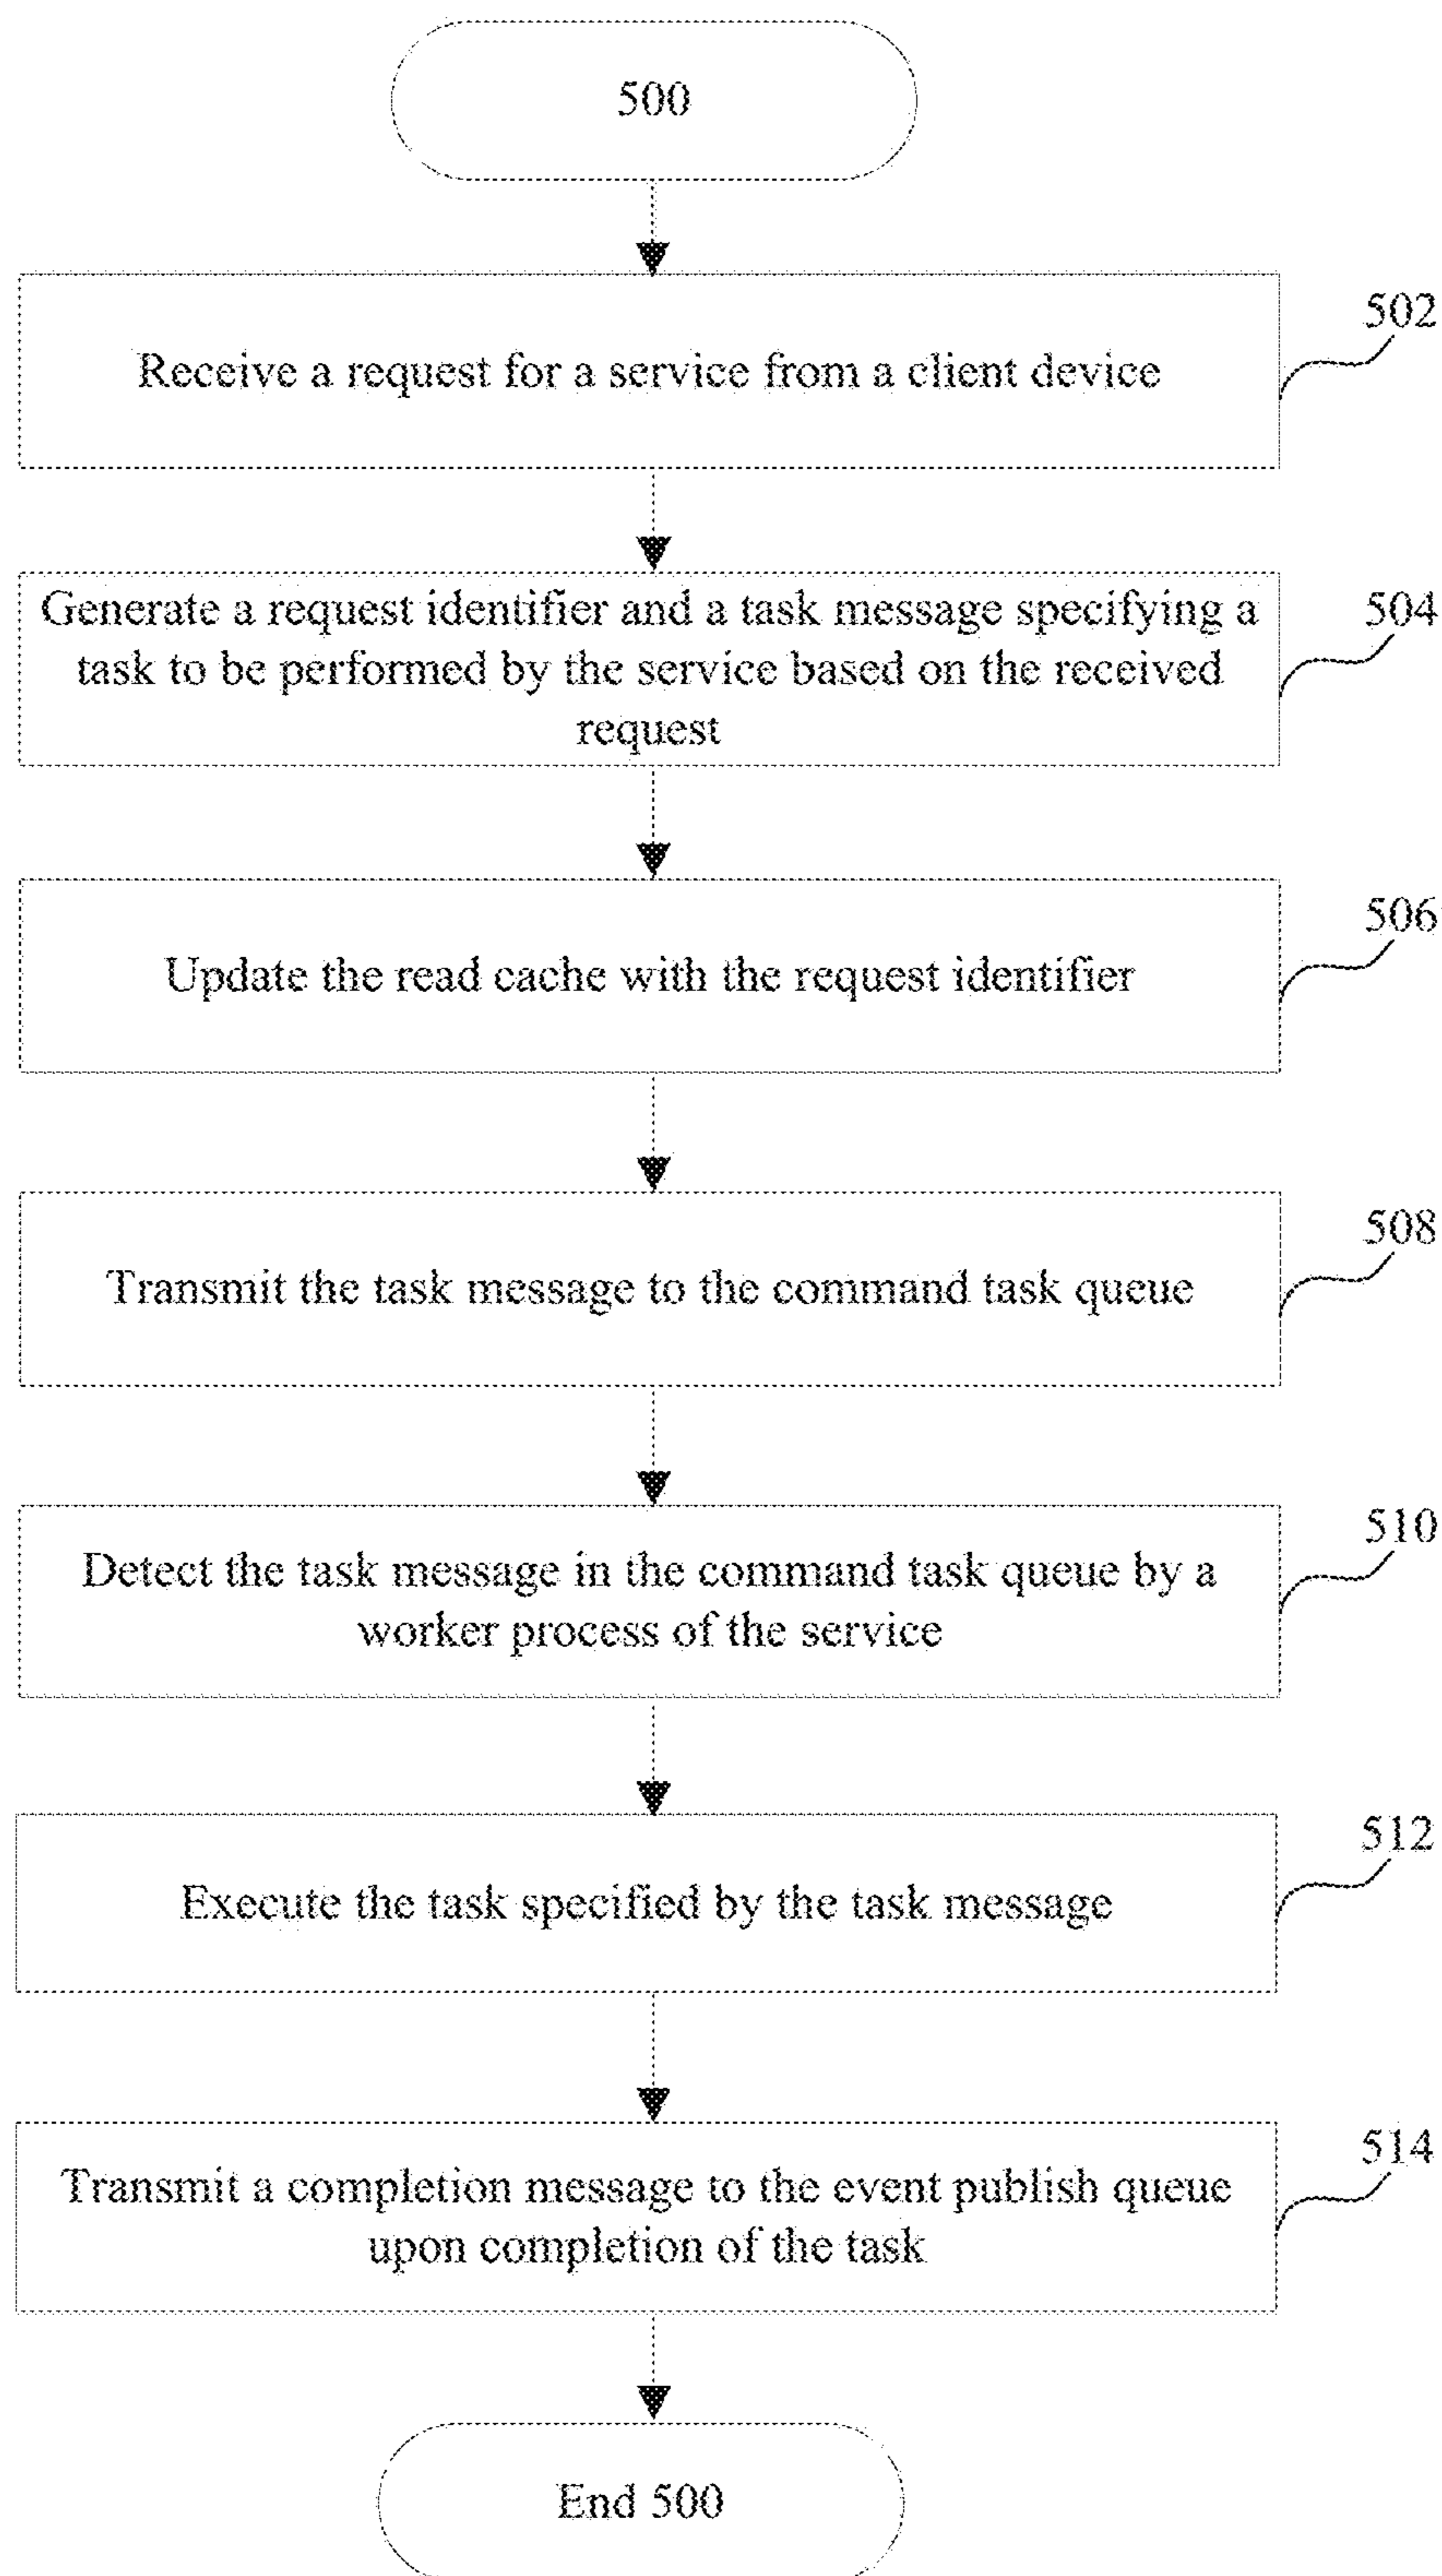 500
502
Receive a request for a service from a client device
504
Generate a request identifier and a task message specifying a
task to be performed by the service based on the received
request
506
Update the read cache with the request identifier
508
Transmit the task message to the command task queue
510
Detect the task message in the command task queue by a
worker process of the service
512
Execute the task specified by the task message
514
Transmit a completion message to the event publish queue
upon completion of the task
End 500